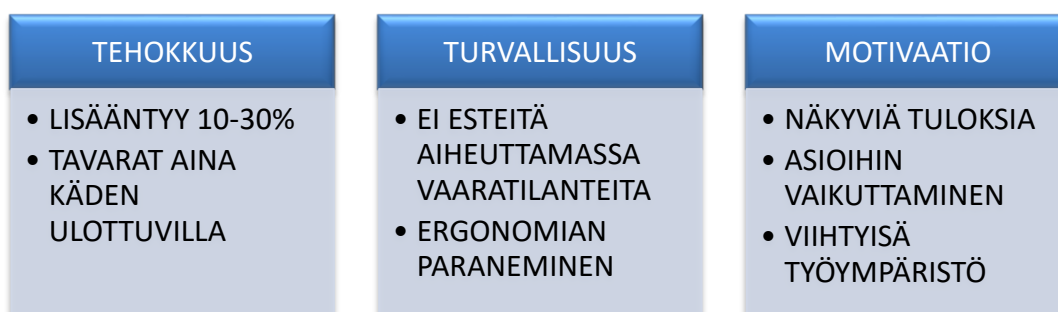 TEHOKKUUS
• LISÄÄNTYY 10-30%
• TAVARAT AINA
KÄDEN
ULOTTUVILLA
TURVALLISUUS
• EI ESTEITÄ
AIHEUTTAMASSA
VAARATILANTEITA
• ERGONOMIAN
PARANEMINEN
MOTIVAATIO
• NÄKYVIÄ TULOKSIA
• ASIOIHIN
VAIKUTTAMINEN
• VIIHTYISÄ
TYÖYMPÄRISTÖ